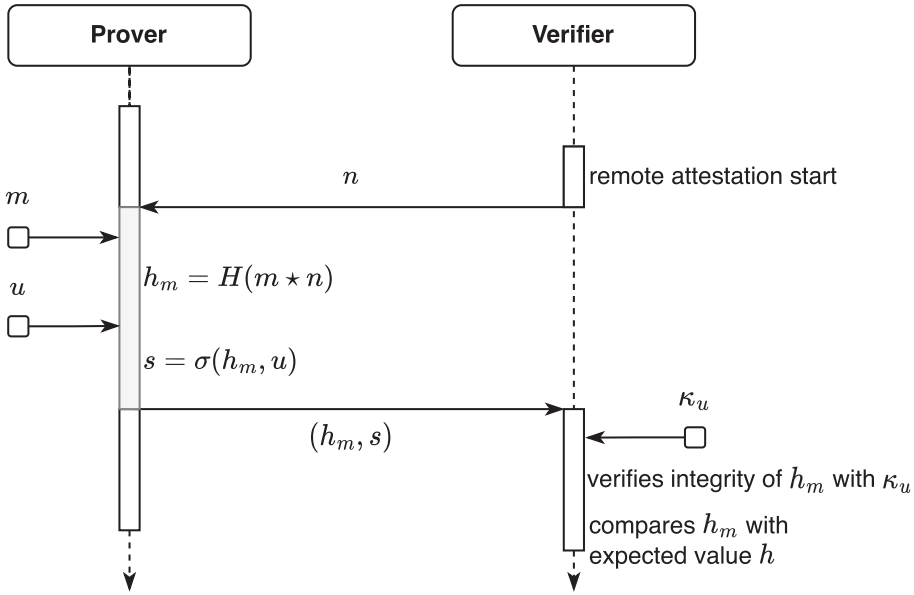 Prover
Verifier
n
remote attestation start
m
h_m = H(m ⋆ n)
u
s = σ(h_m, u)
(h_m, s)
κ_u
verifies integrity of h_m with κ_u
compares h_m with
expected value h